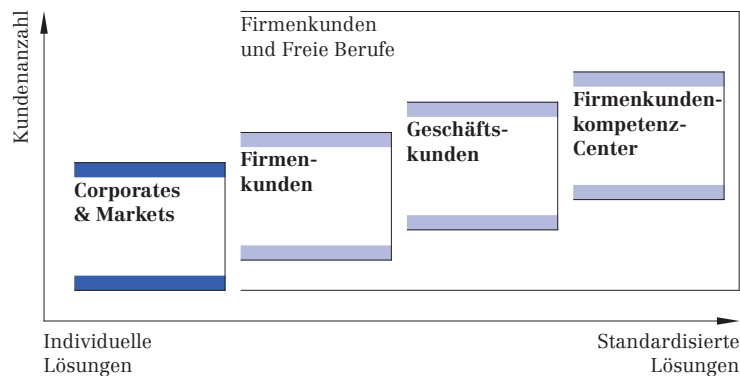 Kundenanzahl
Firmenkunden
und Freie Berufe
Corporates
& Markets
Firmen-
kunden
Geschäfts-
kunden
Firmenkunden-
kompetenz-
Center
Individuelle
Lösungen
Standardisierte
Lösungen